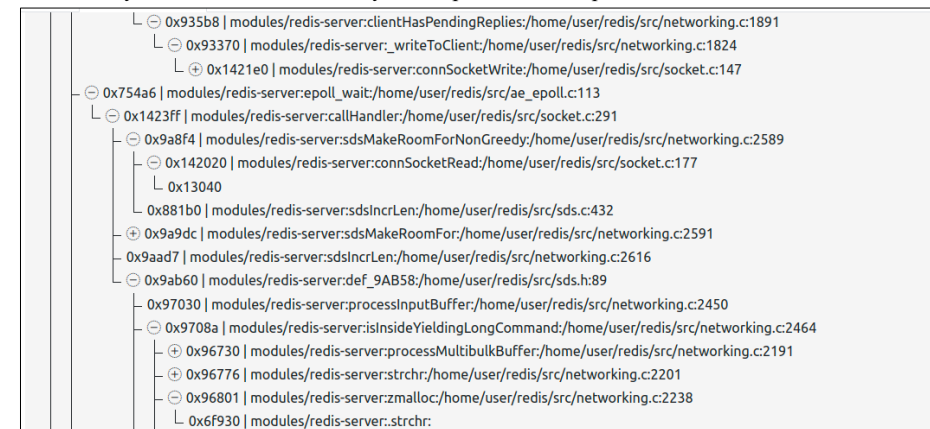 0x935b8 | modules/redis-server:clientHasPendingReplies:/home/user/redis/src/networking.c:1891
0x93370 | modules/redis-server:_writeToClient:/home/user/redis/src/networking.c:1824
0x1421e0 | modules/redis-server:connSocketWrite:/home/user/redis/src/socket.c:147
0x754a6 | modules/redis-server:epoll_wait:/home/user/redis/src/ae_epoll.c:113
0x1423ff | modules/redis-server:callHandler:/home/user/redis/src/socket.c:291
0x9a8f4 | modules/redis-server:sdsMakeRoomForNonGreedy:/home/user/redis/src/networking.c:2589
0x142020 | modules/redis-server:connSocketRead:/home/user/redis/src/socket.c:177
0x13040
0x881b0 | modules/redis-server:sdsIncrLen:/home/user/redis/src/sds.c:432
0x9a9dc | modules/redis-server:sdsMakeRoomFor:/home/user/redis/src/networking.c:2591
0x9aad7 | modules/redis-server:sdsIncrLen:/home/user/redis/src/networking.c:2616
0x9ab60 | modules/redis-server:def_9AB58:/home/user/redis/src/sds.h:89
0x97030 | modules/redis-server:processInputBuffer:/home/user/redis/src/networking.c:2450
0x9708a | modules/redis-server:isInsideYieldingLongCommand:/home/user/redis/src/networking.c:2464
0x96730 | modules/redis-server:processMultibulkBuffer:/home/user/redis/src/networking.c:2191
0x96776 | modules/redis-server:strchr:/home/user/redis/src/networking.c:2201
0x96801 | modules/redis-server:zmalloc:/home/user/redis/src/networking.c:2238
0x6f930 | modules/redis-server:.strchr: